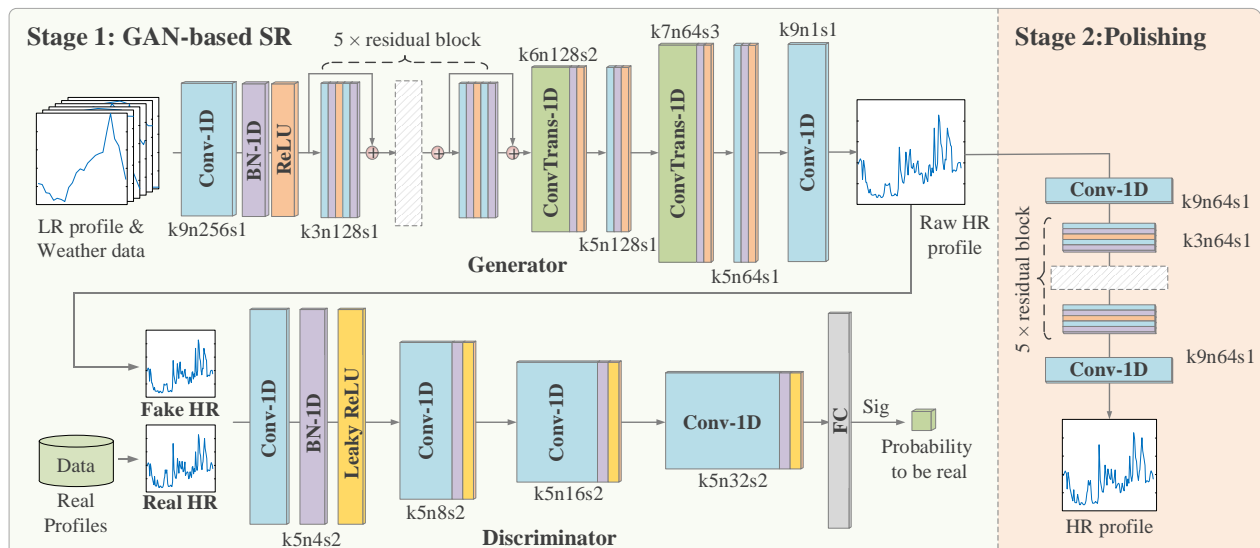 Stage 1: GAN-based SR
5 × residual block
k6n128s2
k7n64s3
k9n1s1
Conv-1D
BN-1D
ReLU
ConvTrans-1D
ConvTrans-1D
Conv-1D
LR profile &
Weather data
k9n256s1
k3n128s1
k5n128s1
k5n64s1
Raw HR
profile
Generator
Fake HR
Data
Real
Profiles
Real HR
Conv-1D
BN-1D
Leaky ReLU
Conv-1D
Conv-1D
Conv-1D
FC
Sig
Probability
to be real
k5n4s2
k5n8s2
k5n16s2
k5n32s2
Discriminator
Stage 2:Polishing
Conv-1D
k9n64s1
5 × residual block
k3n64s1
k9n64s1
Conv-1D
HR profile